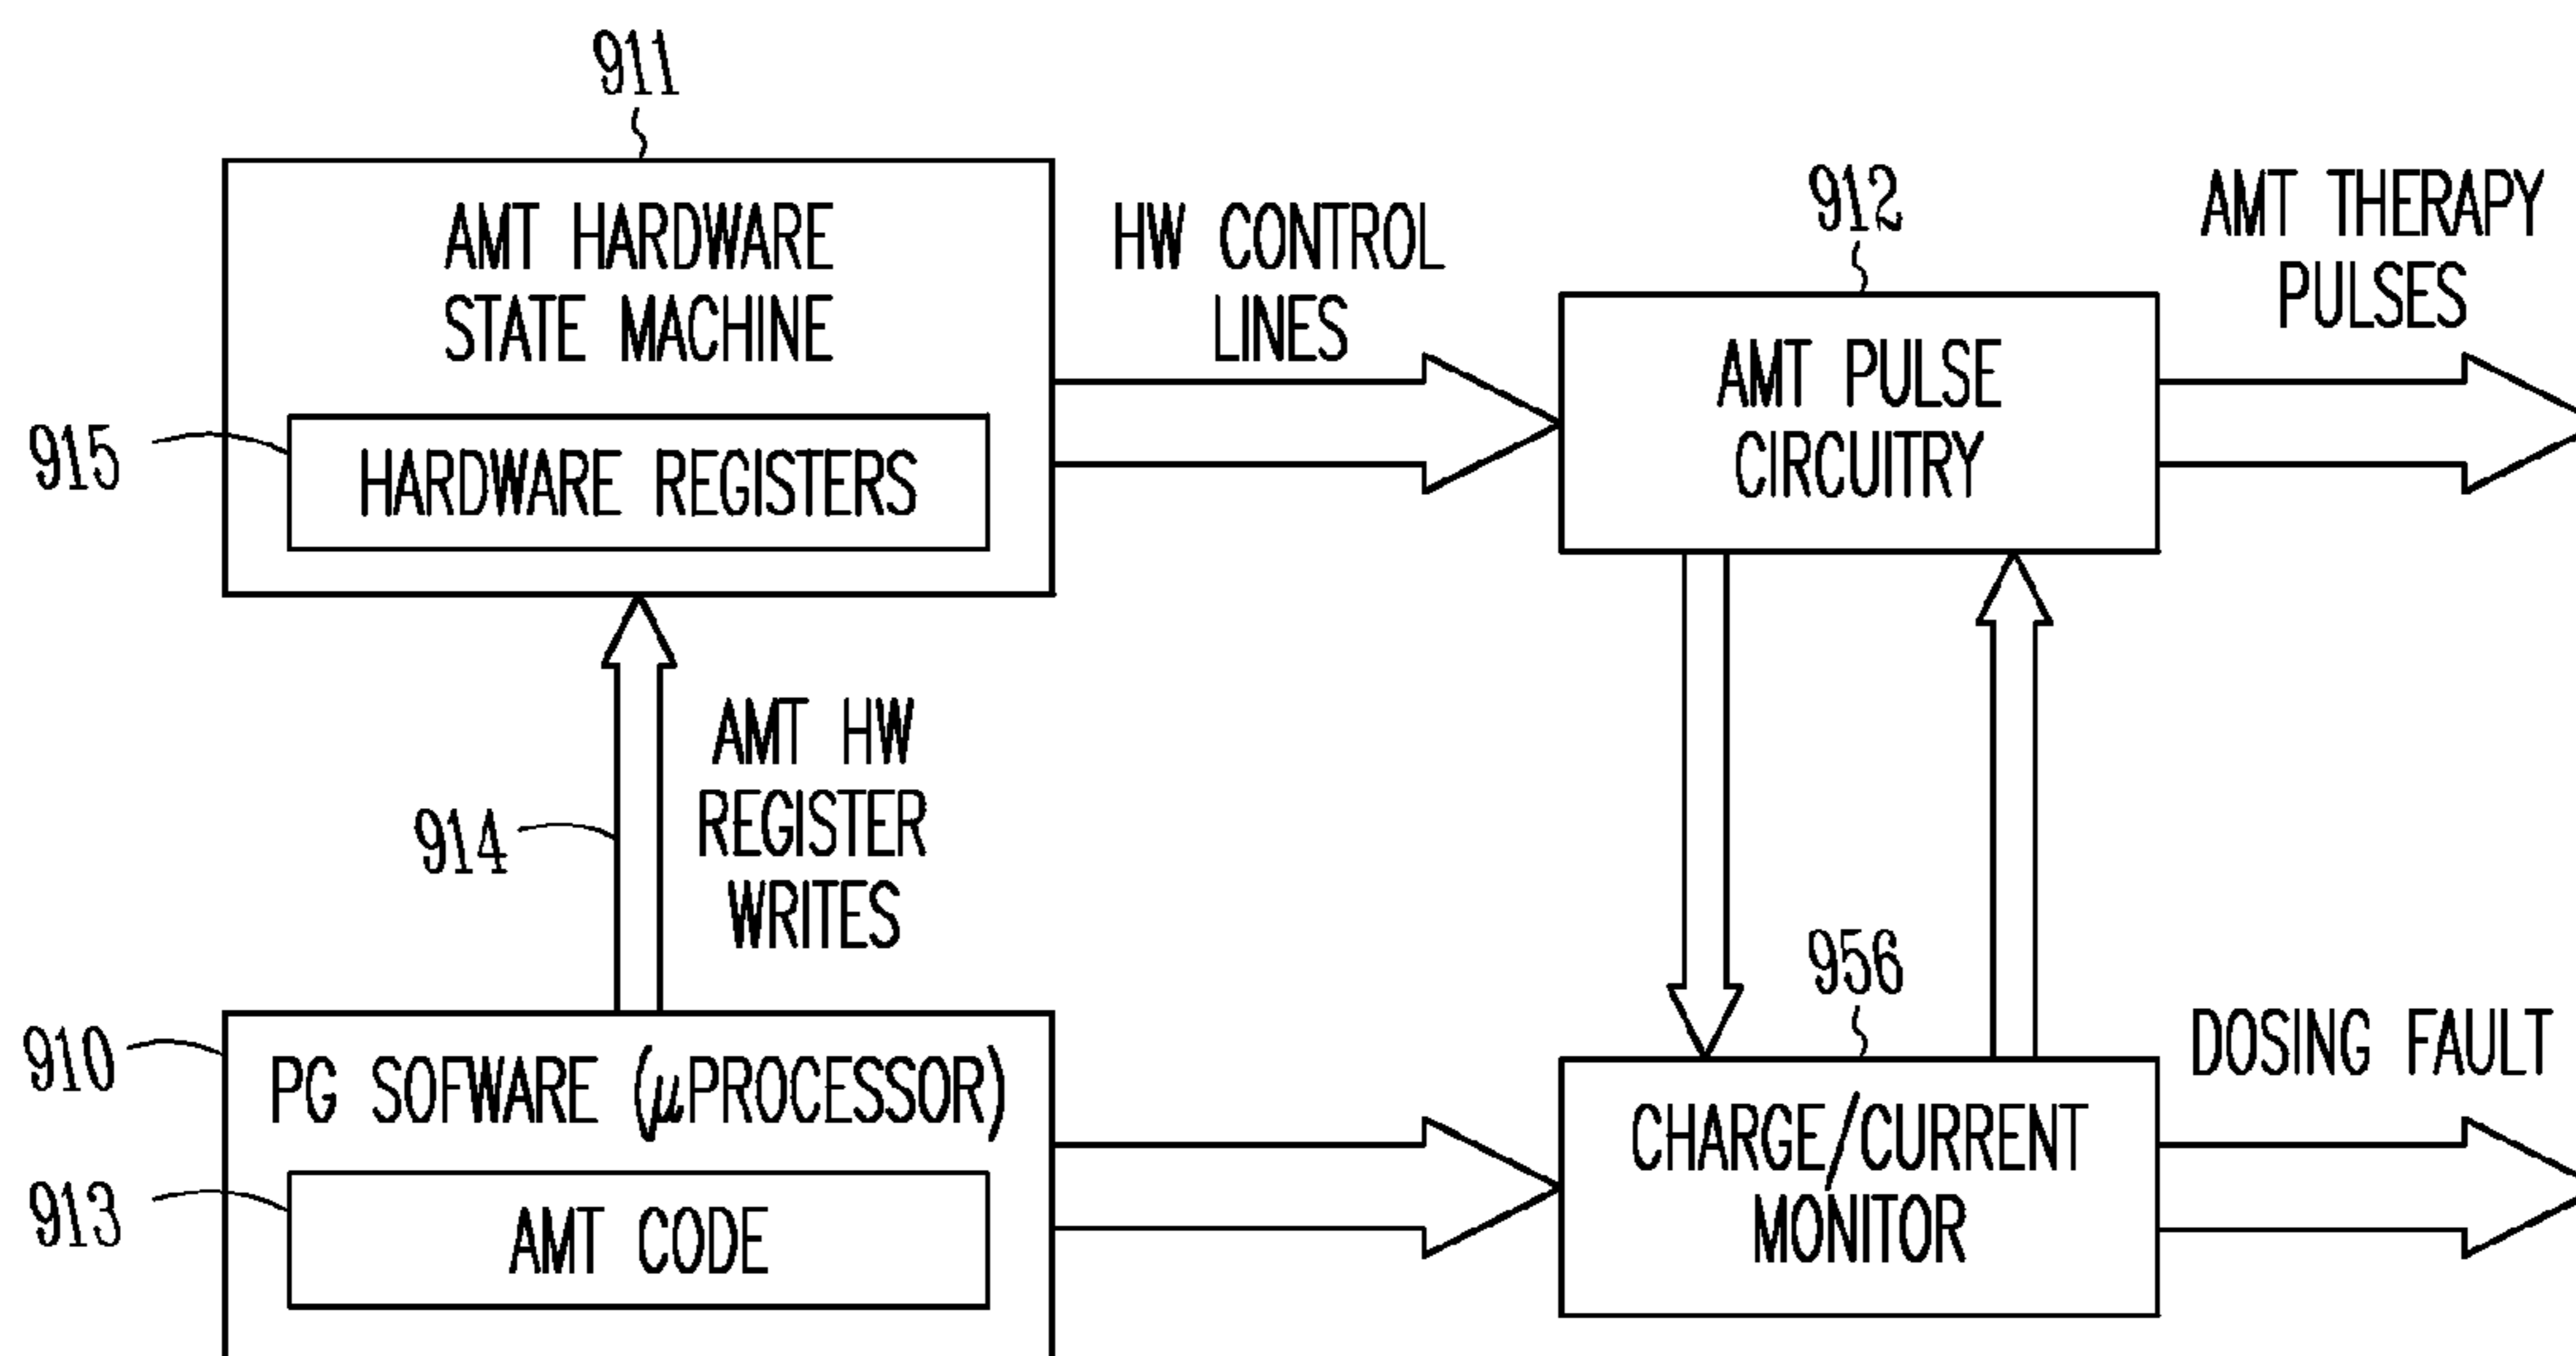 911
AMT HARDWARE
STATE MACHINE
915
HARDWARE REGISTERS
HW CONTROL
LINES
912
AMT PULSE
CIRCUITRY
AMT THERAPY
PULSES
914
AMT HW
REGISTER
WRITES
910
PG SOFWARE (μPROCESSOR)
913
AMT CODE
956
CHARGE/CURRENT
MONITOR
DOSING FAULT